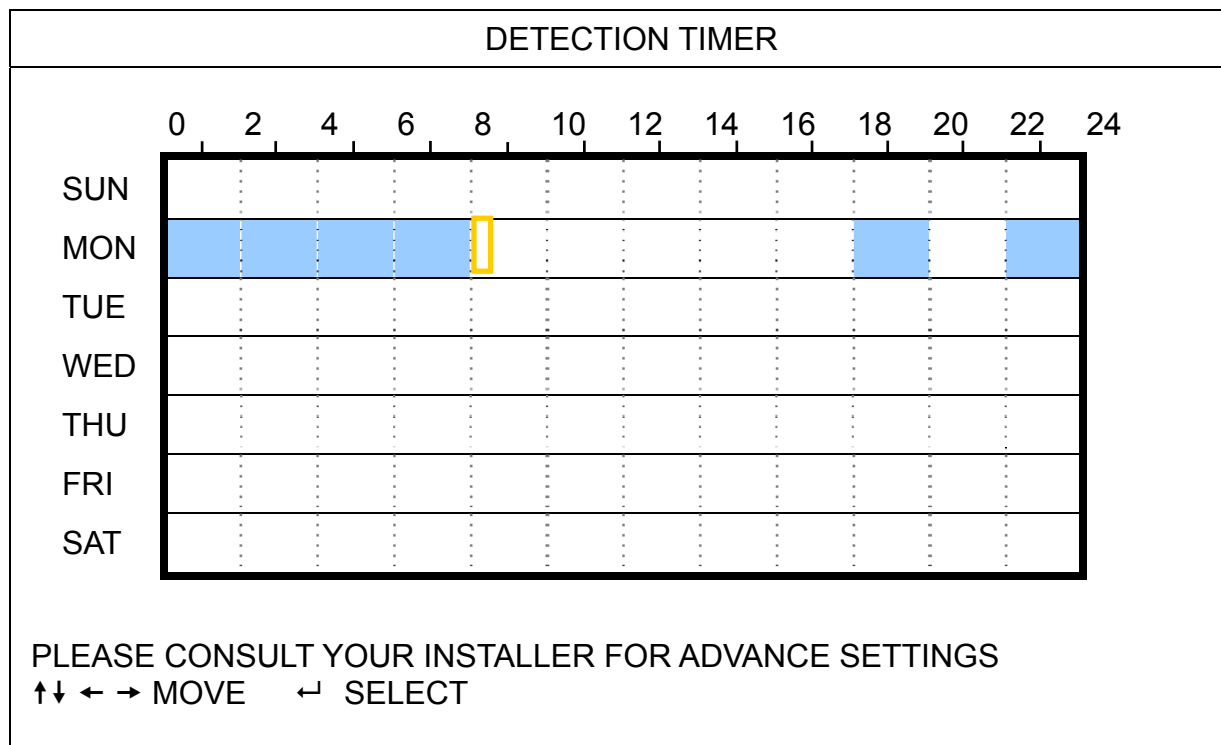 DETECTION TIMER
0 2 4 6 8 10 12 14 16 18 20 22 24
SUN
MON
TUE
WED
THU
FRI
SAT
PLEASE CONSULT YOUR INSTALLER FOR ADVANCE SETTINGS
↑↓ ← → MOVE ↵ SELECT